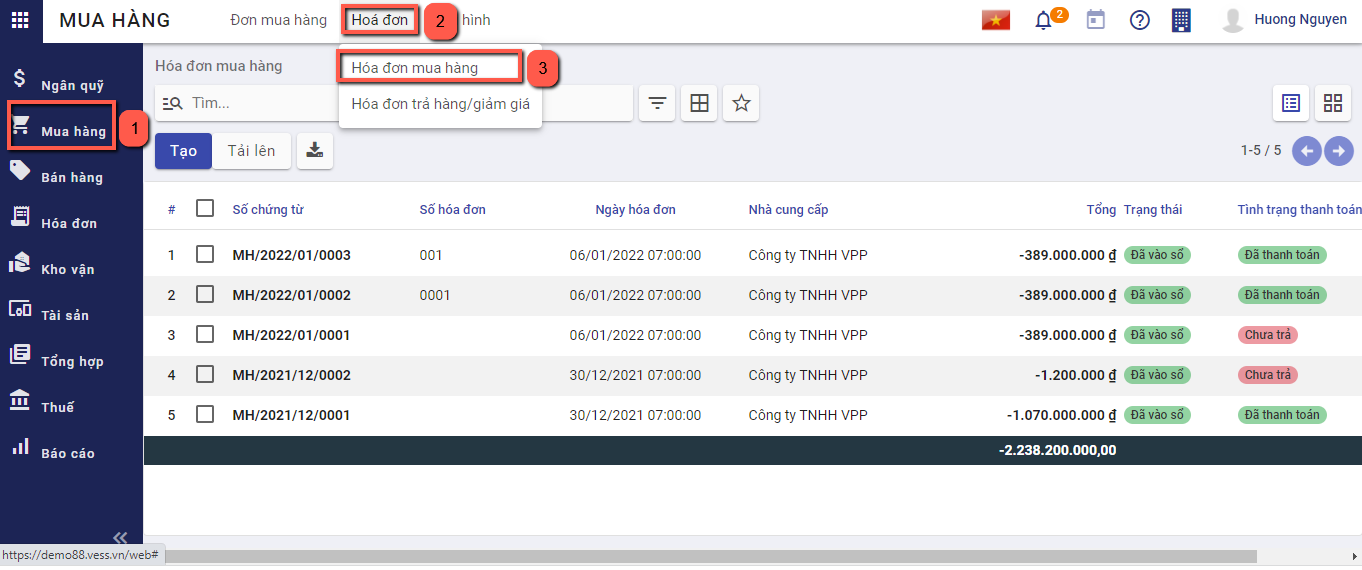 MUA HÀNG Đơn mua hàng Hoá đơn 2 hình 2 Huong Nguyen
Hóa đơn mua hàng 3
Hóa đơn trả hàng/giảm giá
Ngân quỹ
Mua hàng 1
Bán hàng
Hóa đơn
Kho vận
Tài sản
Tổng hợp
Thuế
Báo cáo
Hóa đơn mua hàng
Tìm...
Tạo Tải lên 1-5 / 5
# Số chứng từ Số hóa đơn Ngày hóa đơn Nhà cung cấp Tổng Trạng thái Tình trạng thanh toán
1 MH/2022/01/0003 001 06/01/2022 07:00:00 Công ty TNHH VPP -389.000.000 ₫ Đã vào sổ Đã thanh toán
2 MH/2022/01/0002 0001 06/01/2022 07:00:00 Công ty TNHH VPP -389.000.000 ₫ Đã vào sổ Đã thanh toán
3 MH/2022/01/0001 06/01/2022 07:00:00 Công ty TNHH VPP -389.000.000 ₫ Đã vào sổ Chưa trả
4 MH/2021/12/0002 30/12/2021 07:00:00 Công ty TNHH VPP -1.200.000 ₫ Đã vào sổ Chưa trả
5 MH/2021/12/0001 30/12/2021 07:00:00 Công ty TNHH VPP -1.070.000.000 ₫ Đã vào sổ Đã thanh toán
-2.238.200.000,00
https://demo88.vess.vn/web#